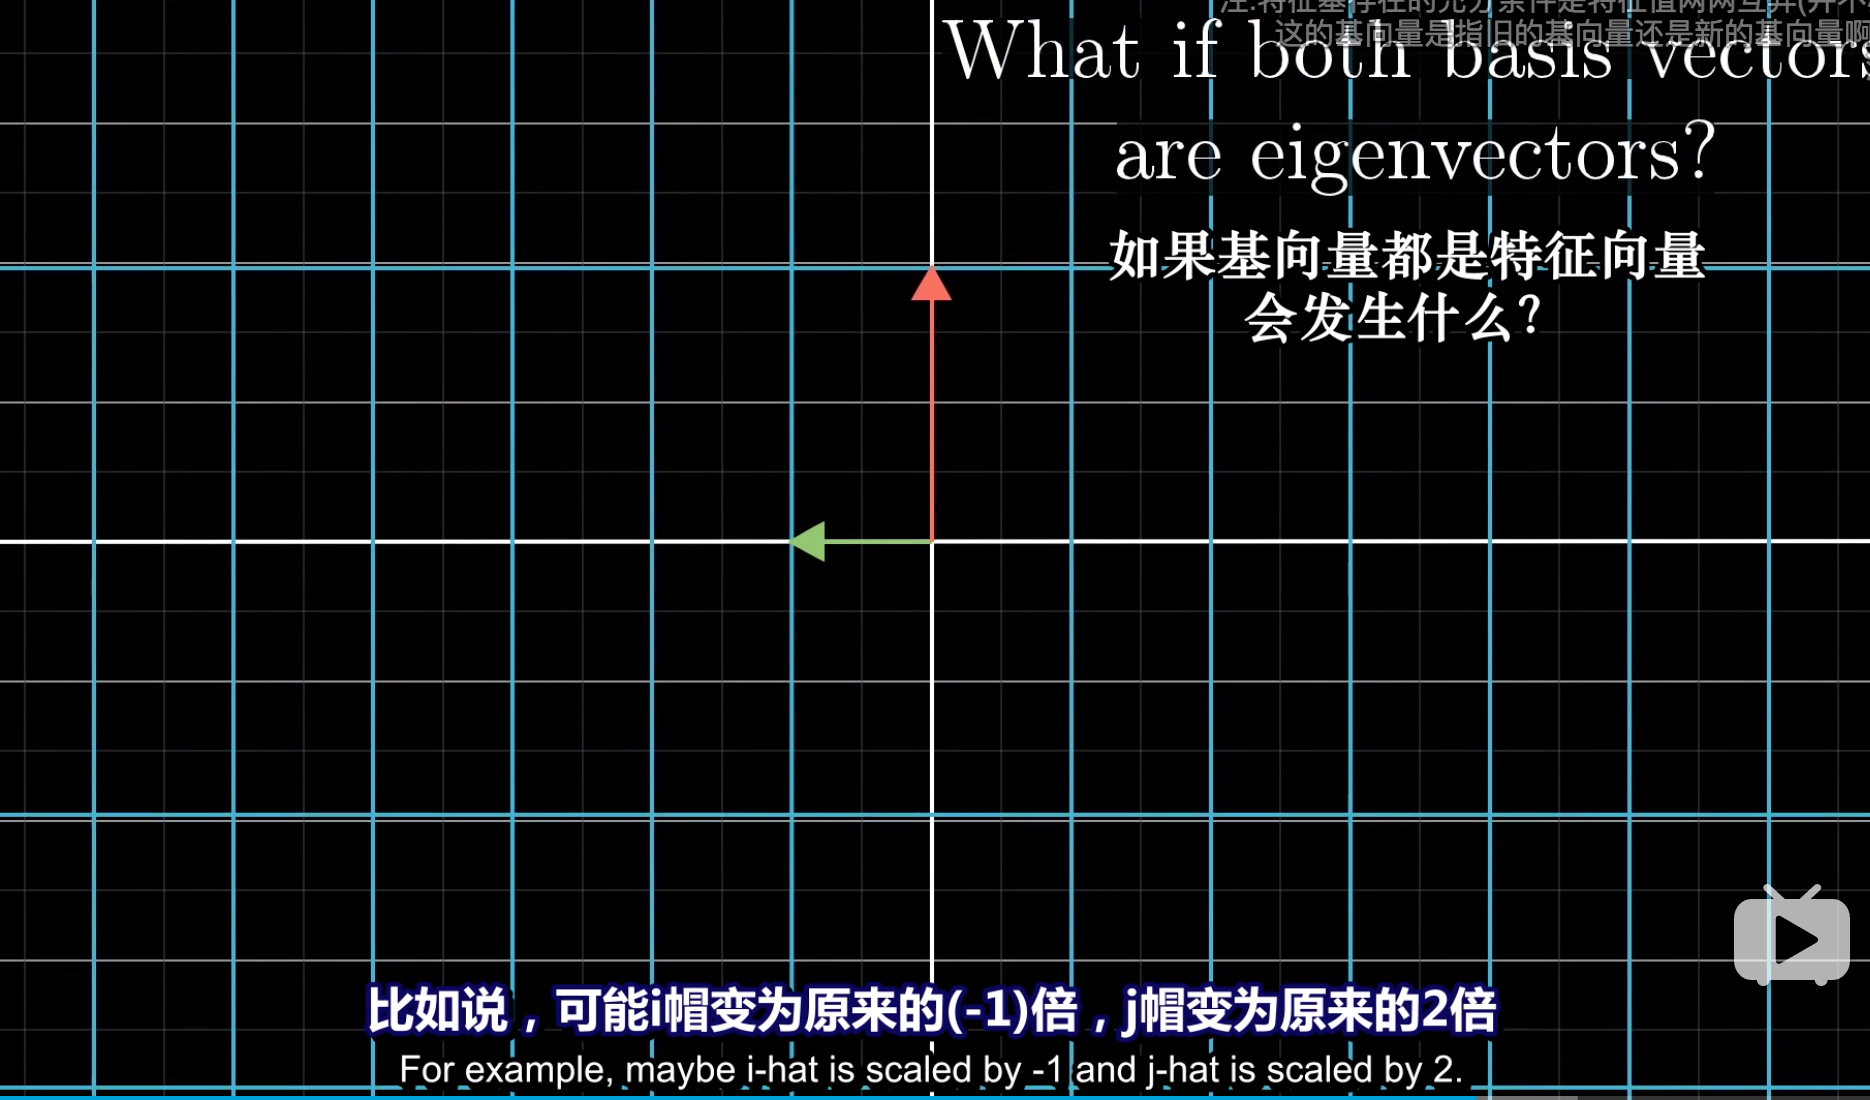 注:特征基存在的充分条件是特征值两两互异(并不
这的基向量是指旧的基向量还是新的基向量啊
What if both basis vectors
are eigenvectors?
如果基向量都是特征向量
会发生什么?
比如说，可能i帽变为原来的(-1)倍，j帽变为原来的2倍
For example, maybe i-hat is scaled by -1 and j-hat is scaled by 2.